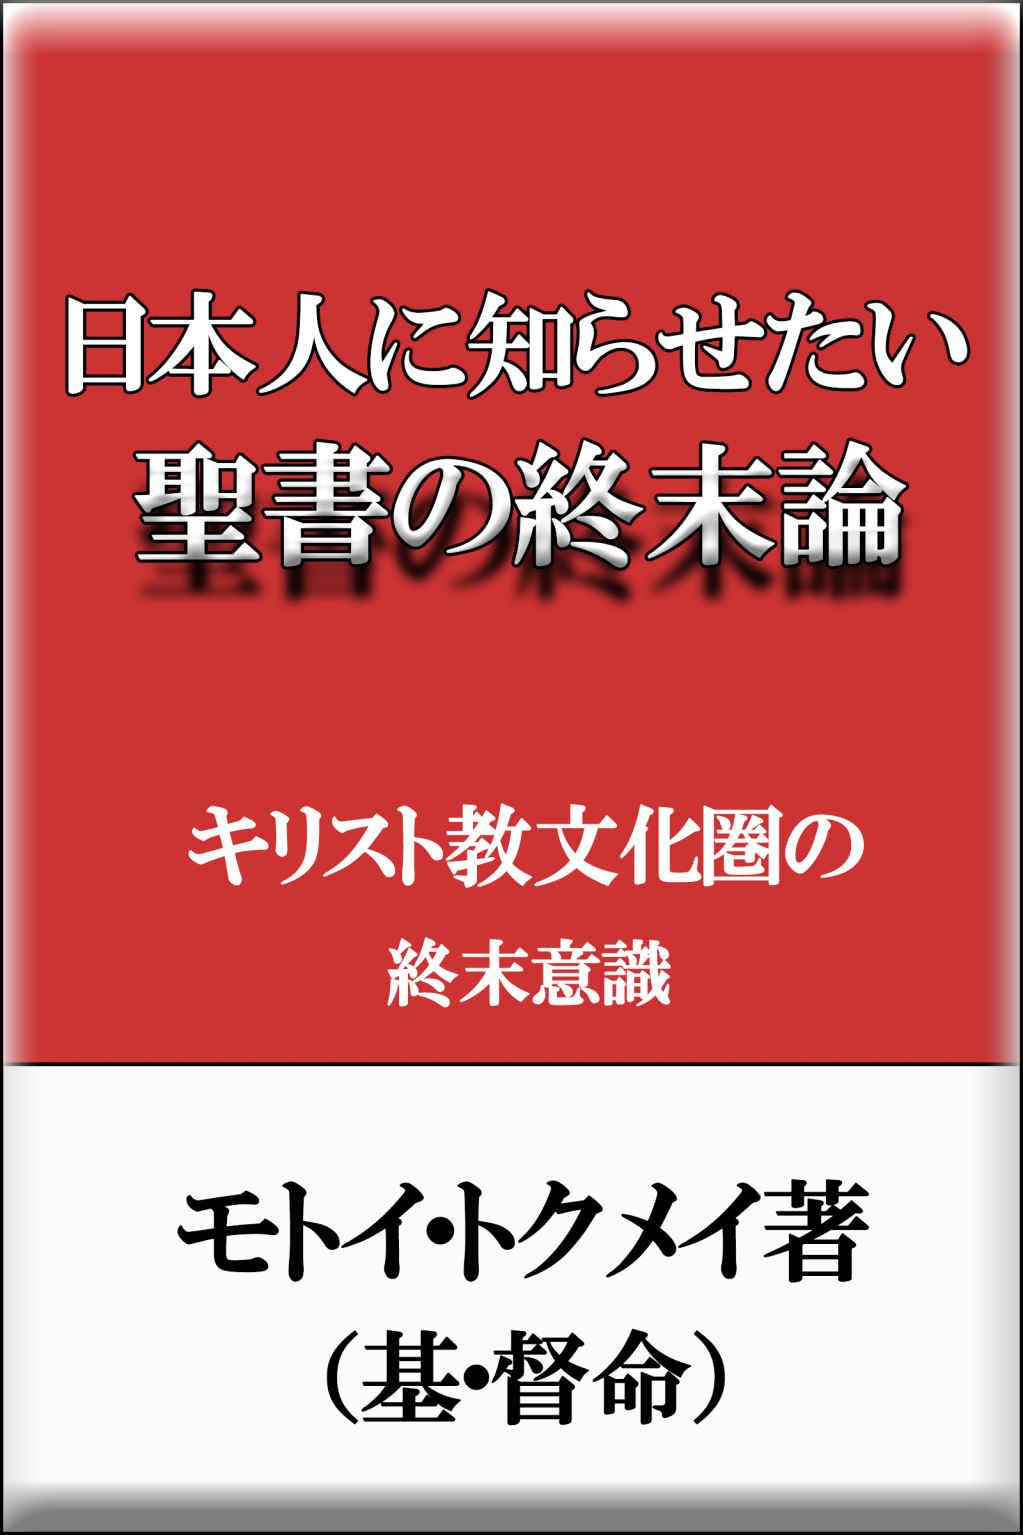 日本人に知らせたい
聖書の終末論
キリスト教文化圏の
終末意識
モトイ・トクメイ著
（基・督命）